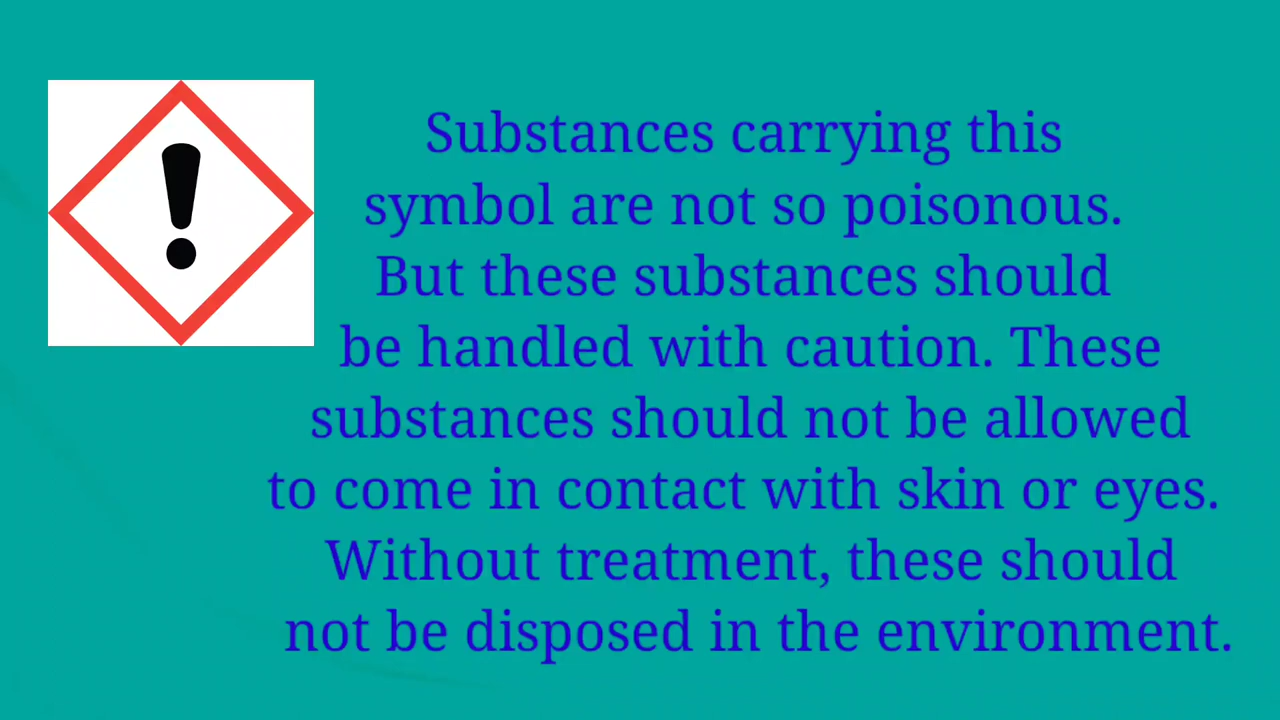 Substances carrying this
symbol are not so poisonous.
But these substances should
be handled with caution. These
substances should not be allowed
to come in contact with skin or eyes.
Without treatment, these should
not be disposed in the environment.